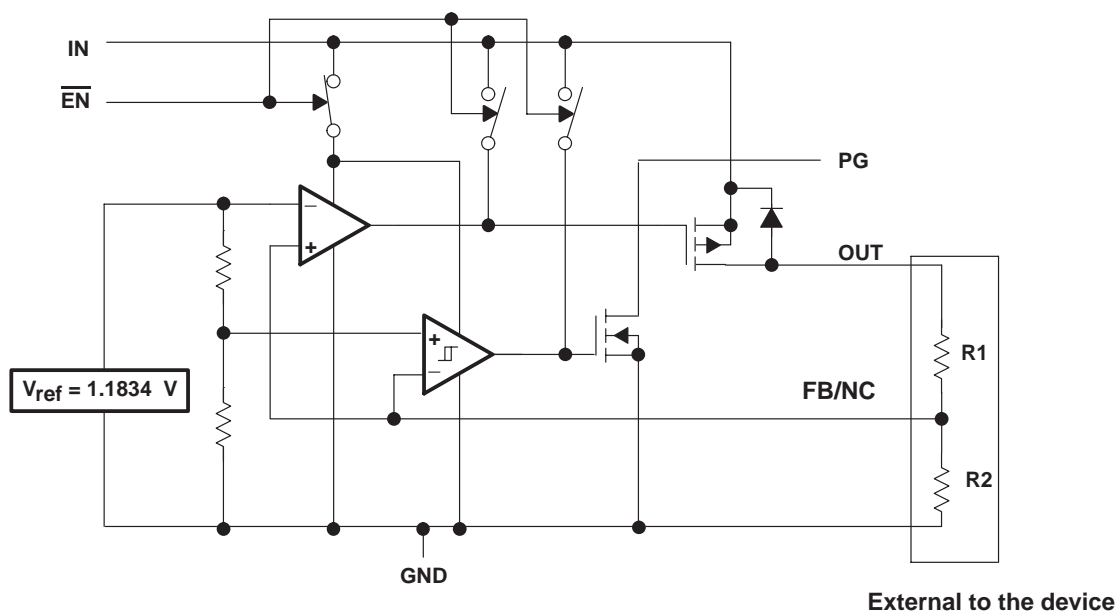 IN
EN
PG
−
+
OUT
+
−
R1
Vref = 1.1834 V
FB/NC
R2
GND
External to the device